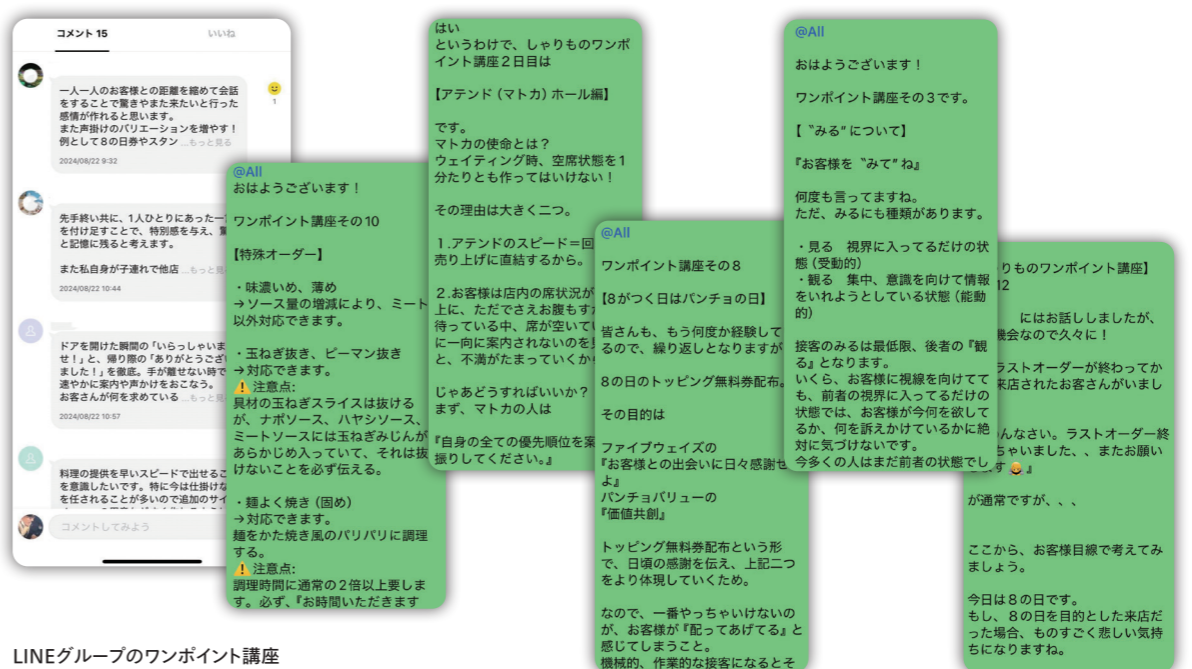 コメント 15
いいね
一人一人のお客様との距離を縮めて会話
をすることで驚きやまた来たいと行った
感情が作れると思います。
また声掛けのバリエーションを増やす！
例として８の日券やスタン ...もっと見る
1
2024/08/22 9:32
先手終い共に、1人ひとりにあった一
を付け足すことで、特別感を与え、
と記憶に残ると考えます。
また私自身が子連れで他店 ...もっと見
2024/08/22 10:44
ドアを開けた瞬間の「いらっしゃいま
せ！」と、帰り際の「ありがとうござ
ました！」を徹底。手が離せない時で
速やかに案内や声かけをおこなう。
お客さんが何を求めている ...もっと見
2024/08/22 10:57
料理の提供を早いスピードで出せるこ
を意識したいです。特に今は仕掛けな
を任されることが多いので追加のサイ
コメントしてみよう
@All
おはようございます！
ワンポイント講座その10
【特殊オーダー】
・味濃いめ、薄め
→ソース量の増減により、ミート
以外対応できます。
・玉ねぎ抜き、ピーマン抜き
→対応できます。
⚠️注意点:
具材の玉ねぎスライスは抜ける
が、ナポソース、ハヤシソース、
ミートソースには玉ねぎみじんが
あらかじめ入っていて、それは抜
けないことを必ず伝える。
・麺よく焼き（固め）
→対応できます。
麺をかた焼き風のパリパリに調理
する。
⚠️注意点:
調理時間に通常の２倍以上要しま
す。必ず、『お時間いただきます
はい
というわけで、しゃりものワンポ
イント講座２日目は
【アテンド（マトカ）ホール編】
です。
マトカの使命とは？
ウェイティング時、空席状態を1
分たりとも作ってはいけない！
その理由は大きく二つ。
１.アテンドのスピード＝回
売り上げに直結するから。
２.お客様は店内の席状況が
上に、ただでさえお腹もす
待っている中、席が空いてい
に一向に案内されないのを
と、不満がたまっていくか
じゃあどうすればいいか？
まず、マトカの人は
『自身の全ての優先順位を案
振りしてください。』
@All
ワンポイント講座その８
【８がつく日はパンチョの日】
皆さんも、もう何度か経験して
るので、繰り返しとなりますが
８の日のトッピング無料券配布。
その目的は
ファイブウェイズの
『お客様との出会いに日々感謝せ
よ』
パンチョバリューの
『価値共創』
トッピング無料券配布という形
で、日頃の感謝を伝え、上記二つ
をより体現していくため。
なので、一番やっちゃいけないの
が、お客様が『配ってあげてる』と
感じてしまうこと。
機械的、作業的な接客になるとそ
@All
おはようございます！
ワンポイント講座その３です。
【〝みる”について】
『お客様を〝みて”ね』
何度も言ってますね。
ただ、みるにも種類があります。
・見る　視界に入ってるだけの状
態（受動的）
・観る　集中、意識を向けて情報
をいれようとしている状態（能動
的）
接客のみるは最低限、後者の『観
る』となります。
いくら、お客様に視線を向けてて
も、前者の視界に入ってるだけの
状態では、お客様が今何を欲して
るか、何を訴えかけているかに絶
対に気づけないです。
今多くの人はまだ前者の状態でし
りものワンポイント講座】
12
にはお話ししましたが、
機会なので久々に！
ラストオーダーが終わってか
来店されたお客さんがいまし
んなさい。ラストオーダー終
ちゃいました、、またお願い
ます🙇』
が通常ですが、、、
ここから、お客様目線で考えてみ
ましょう。
今日は８の日です。
もし、８の日を目的とした来店だ
った場合、ものすごく悲しい気持
ちになりますね。
LINEグループのワンポイント講座